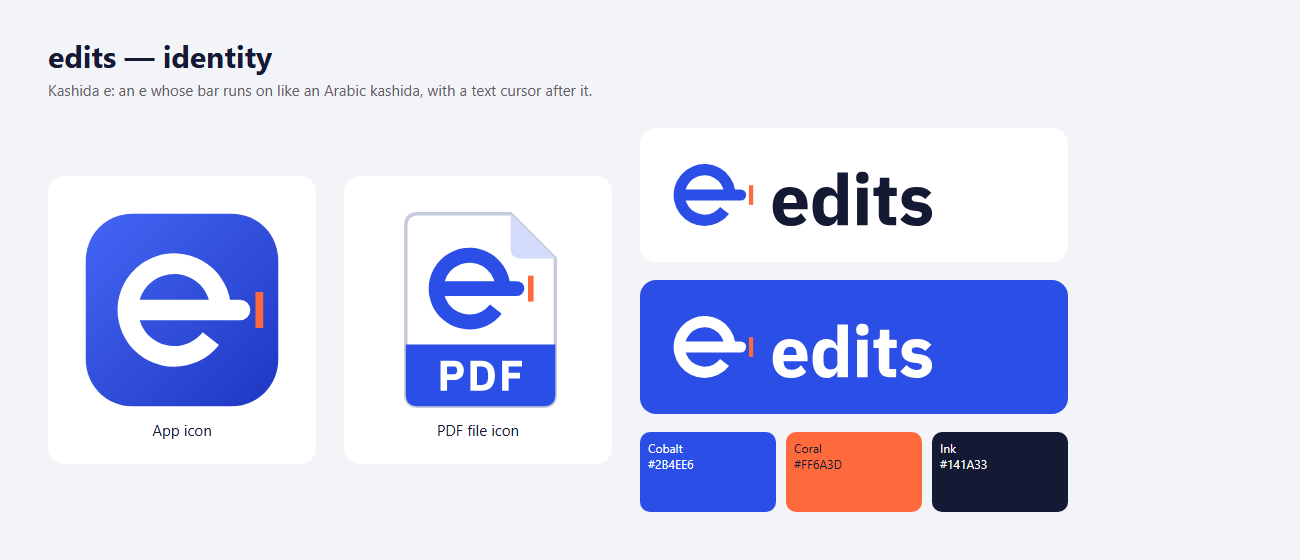 edits — identity
Kashida e: an e whose bar runs on like an Arabic kashida, with a text cursor after it.
e
App icon
e
PDF
PDF file icon
e edits
e edits
Cobalt
#2B4EE6
Coral
#FF6A3D
Ink
#141A33